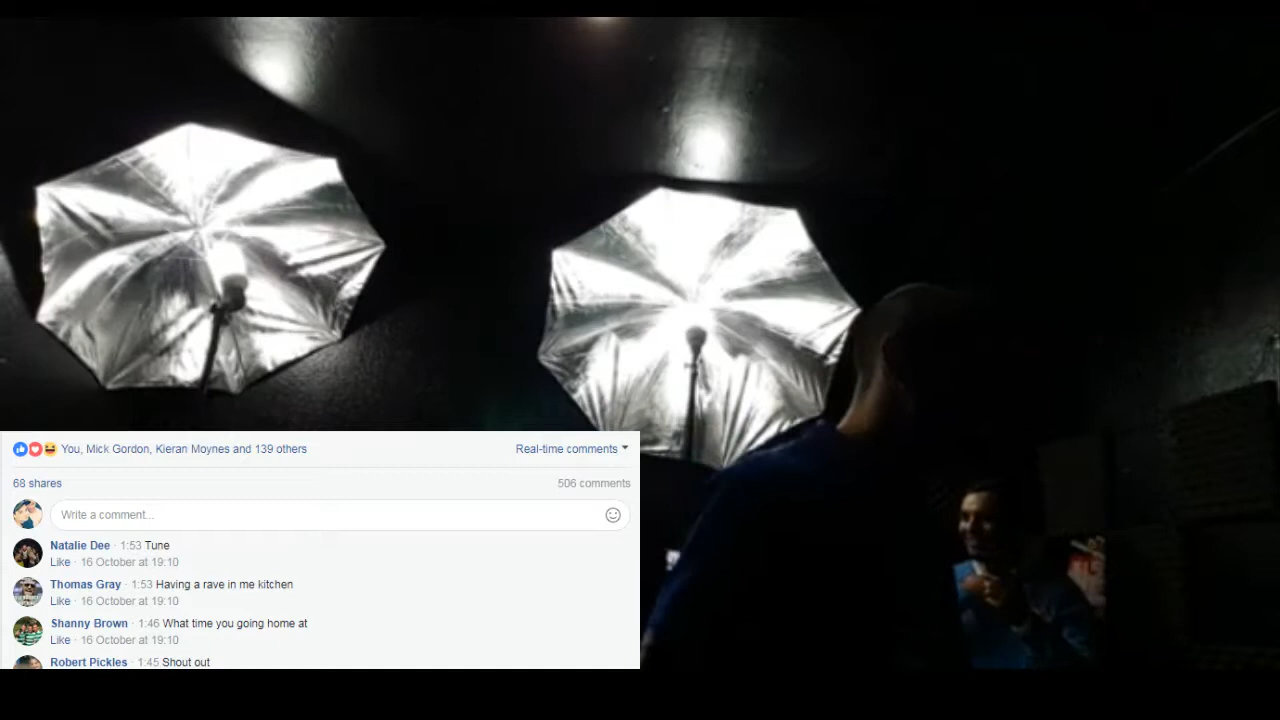 You, Mick Gordon, Kieran Moynes and 139 others Real-time comments
68 shares 506 comments
Write a comment...
Natalie Dee · 1:53 Tune
Like · 16 October at 19:10
Thomas Gray · 1:53 Having a rave in me kitchen
Like · 16 October at 19:10
Shanny Brown · 1:46 What time you going home at
Like · 16 October at 19:10
Robert Pickles · 1:45 Shout out